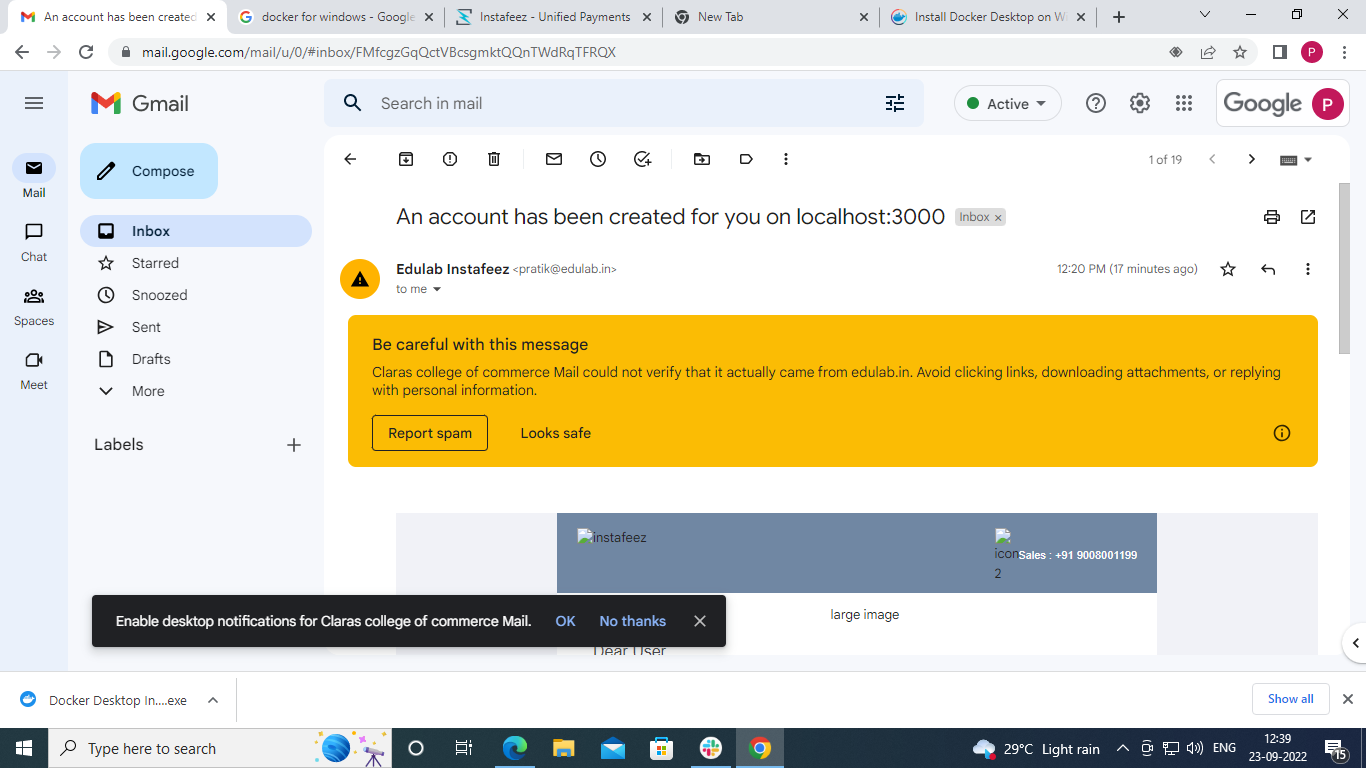 An account has been created
docker for windows - Google
Instafeez - Unified Payments
New Tab
Install Docker Desktop on Wi
mail.google.com/mail/u/0/#inbox/FMfcgzGqQctVBcsgmktQQnTWdRqTFRQX
P
Gmail
Search in mail
Active
Google
P
Compose
1 of 19
Mail
Inbox
An account has been created for you on localhost:3000
Inbox x
Chat
Starred
Edulab Instafeez <pratik@edulab.in>
12:20 PM (17 minutes ago)
to me
Snoozed
Spaces
Sent
Drafts
Meet
More
Be careful with this message
Claras college of commerce Mail could not verify that it actually came from edulab.in. Avoid clicking links, downloading attachments, or replying
with personal information.
Labels
Report spam
Looks safe
instafeez
icon
2
Sales : +91 9008001199
large image
Enable desktop notifications for Claras college of commerce Mail.
OK
No thanks
Dear User
Docker Desktop In....exe
Show all
Type here to search
29°C Light rain
ENG
12:39
23-09-2022
15